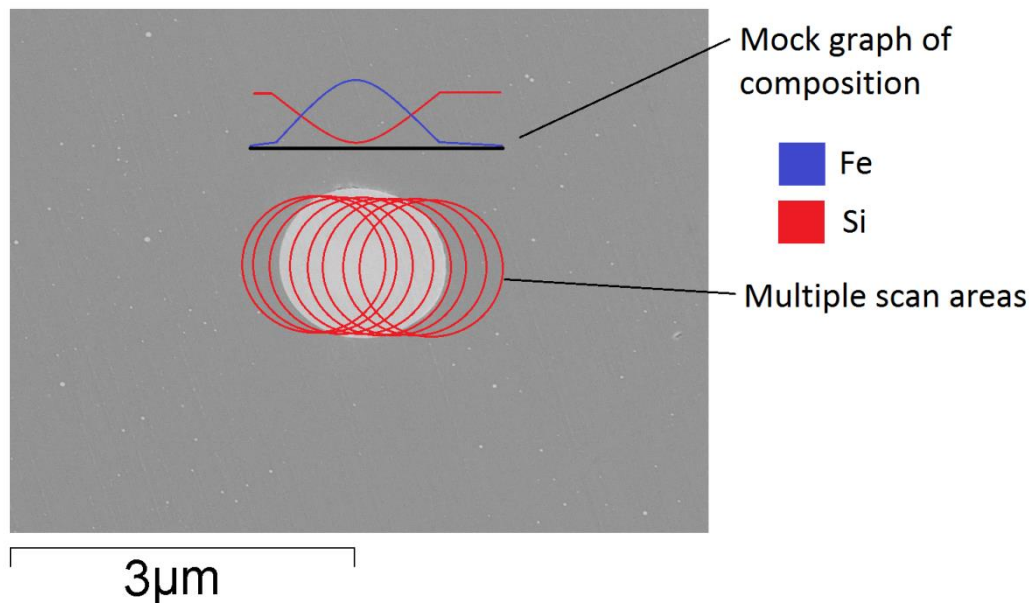 Mock graph of
composition
Fe
Si
Multiple scan areas
3μm